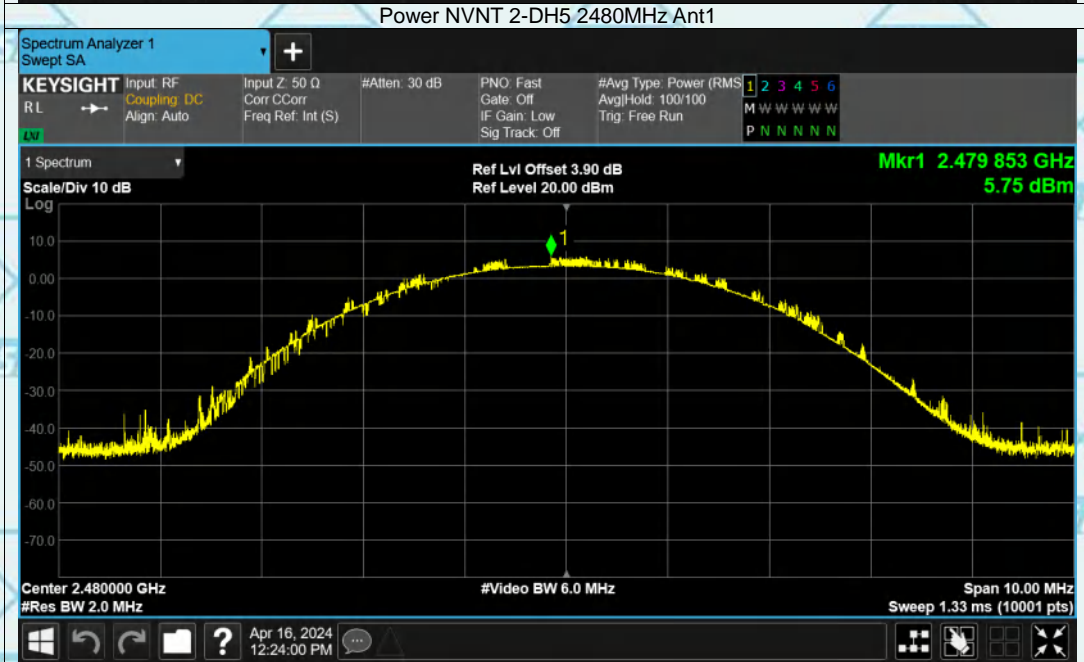 Power NVNT 2-DH5 2480MHz Ant1
Spectrum Analyzer 1
Swept SA
+
KEYSIGHT
RL
LXI
Input: RF
Coupling: DC
Align: Auto
Input Z: 50 Ω
Corr CCorr
Freq Ref: Int (S)
#Atten: 30 dB
PNO: Fast
Gate: Off
IF Gain: Low
Sig Track: Off
#Avg Type: Power (RMS
Avg|Hold: 100/100
Trig: Free Run
1 2 3 4 5 6
M W W W W W
P N N N N N
1 Spectrum
Scale/Div 10 dB
Log
Ref Lvl Offset 3.90 dB
Ref Level 20.00 dBm
Mkr1 2.479 853 GHz
5.75 dBm
1
10.0
0.00
-10.0
-20.0
-30.0
-40.0
-50.0
-60.0
-70.0
Center 2.480000 GHz
#Video BW 6.0 MHz
Span 10.00 MHz
#Res BW 2.0 MHz
Sweep 1.33 ms (10001 pts)
?
Apr 16, 2024
12:24:00 PM